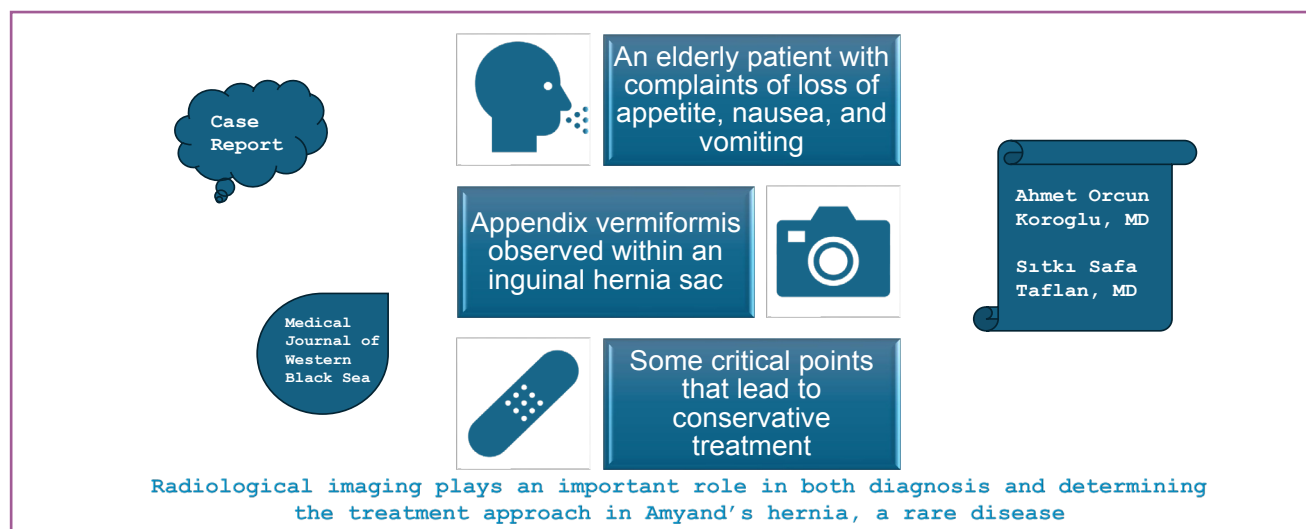 Case
Report
An elderly patient with
complaints of loss of
appetite, nausea, and
vomiting
Appendix vermiformis
observed within an
inguinal hernia sac
Ahmet Orcun
Koroglu, MD
Sıtkı Safa
Taflan, MD
Medical
Journal of
Western
Black Sea
Some critical points
that lead to
conservative
treatment
Radiological imaging plays an important role in both diagnosis and determining
the treatment approach in Amyand’s hernia, a rare disease